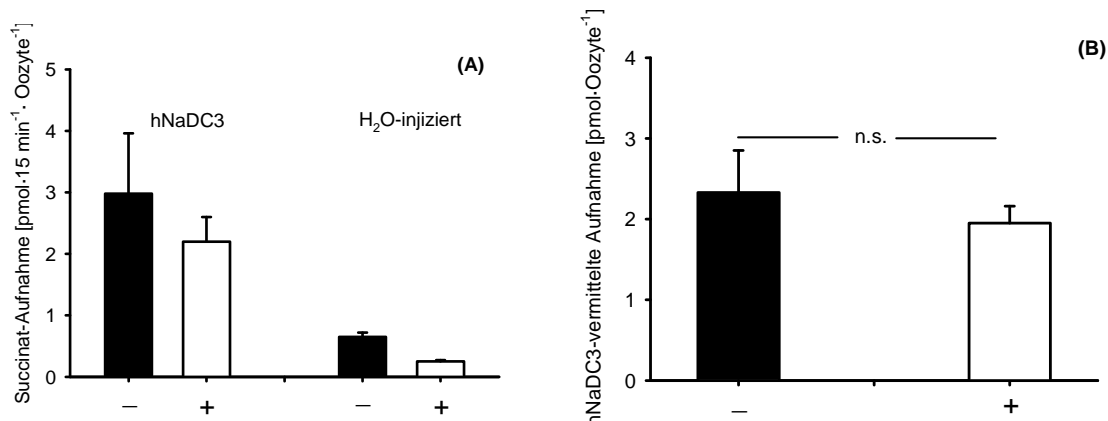 Succinat-Aufnahme [pmol·15 min⁻¹· Oozyte⁻¹]
(A)
5
4
3
2
1
0
hNaDC3
H₂O-injiziert
– + – +
hNaDC3-vermittelte Aufnahme [pmol·Oozyte⁻¹]
(B)
4
3
2
1
0
n.s.
– +